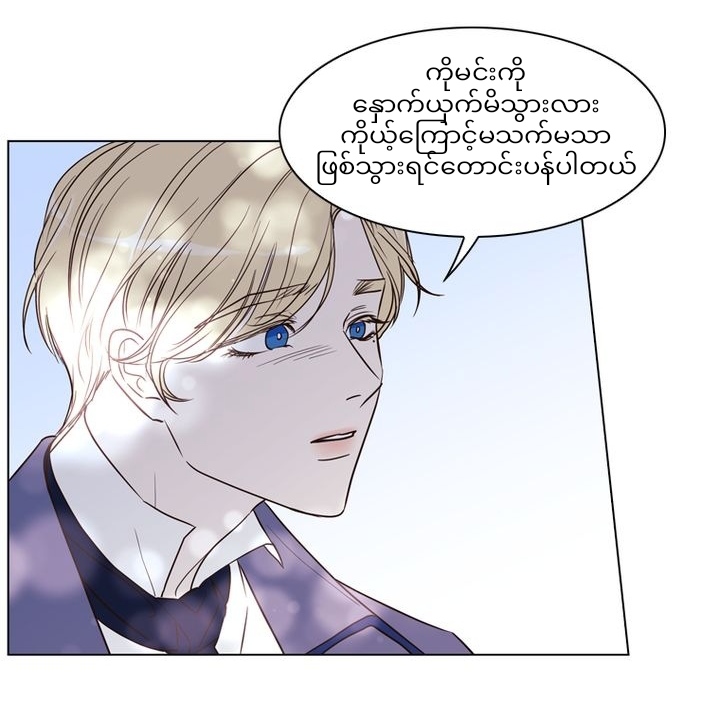 ကိုမင်းကို
နှောက်ယှက်မိသွားလား
ကိုယ့်ကြောင့်မသက်မသာ
ဖြစ်သွားရင်တောင်းပန်ပါတယ်